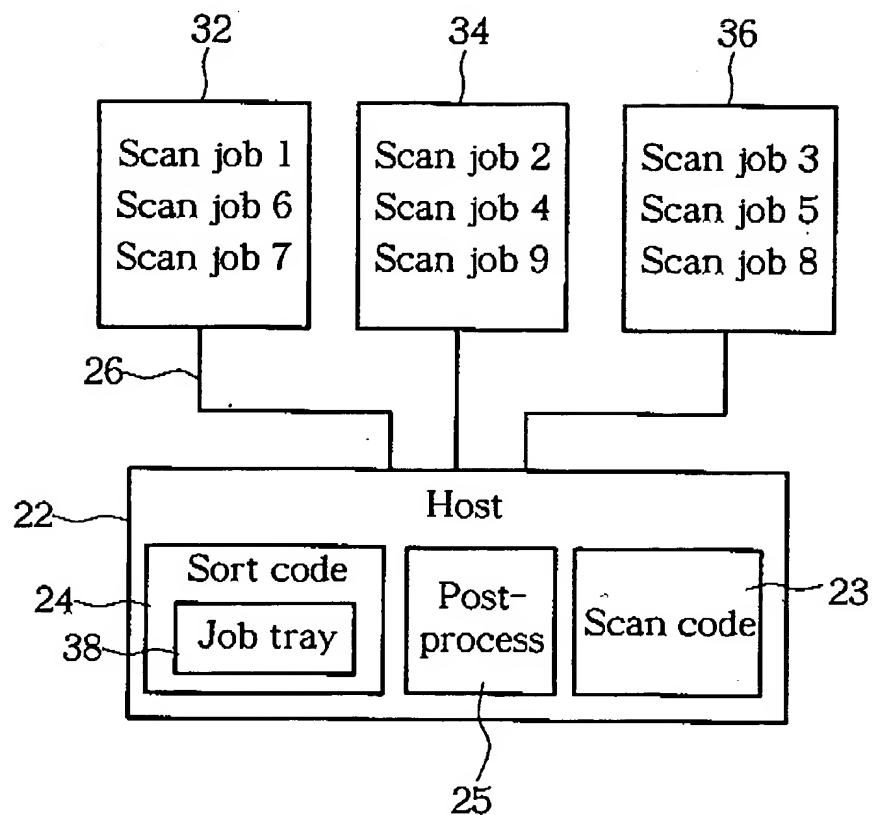 32
34
36
Scan job 1
Scan job 6
Scan job 7
Scan job 2
Scan job 4
Scan job 9
Scan job 3
Scan job 5
Scan job 8
26
22
Host
Sort code
24
Job tray
38
Post-
process
Scan code
23
25